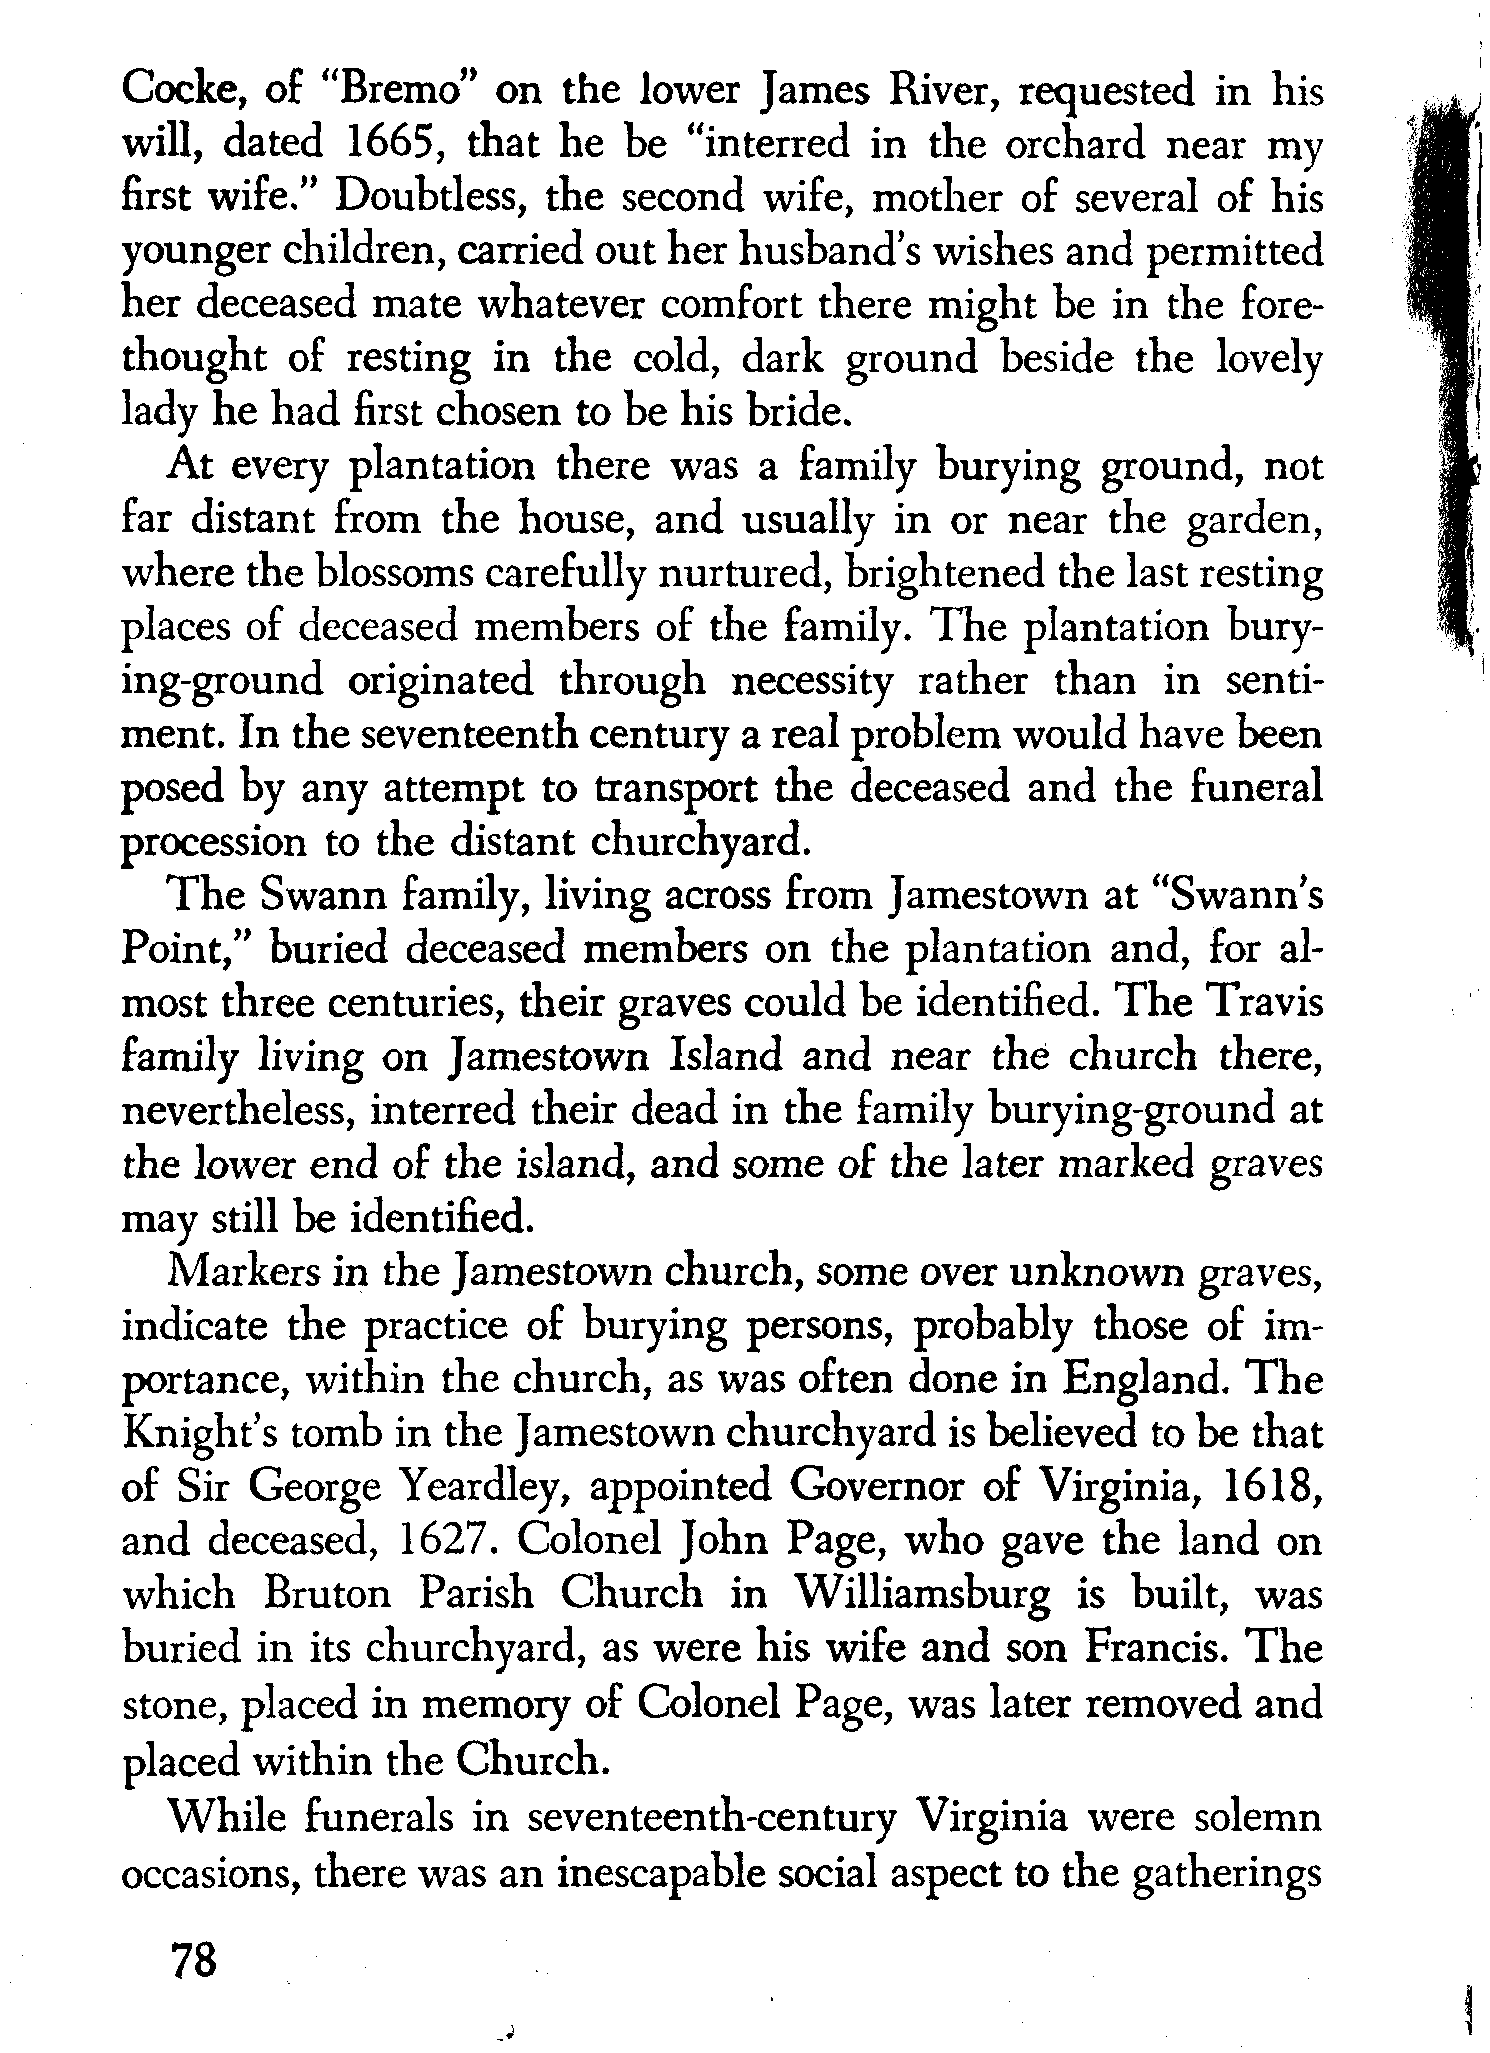 Cocke, of “Bremo” on the lower James River, requested in his
will, dated 1665, that he be “interred in the orchard near my
first wife.” Doubtless, the second wife, mother of several of his
younger children, carried out her husband’s wishes and permitted
her deceased mate whatever comfort there might be in the fore-
thought of resting in the cold, dark ground beside the lovely
lady he had first chosen to be his bride.
At every plantation there was a family burying ground, not
far distant from the house, and usually in or near the garden,
where the blossoms carefully nurtured, brightened the last resting
places of deceased members of the family. The plantation bury-
ing-ground originated through necessity rather than in senti-
ment. In the seventeenth century a real problem would have been
posed by any attempt to transport the deceased and the funeral
procession to the distant churchyard.
The Swann family, living across from Jamestown at “Swann’s
Point,” buried deceased members on the plantation and, for al-
most three centuries, their graves could be identified. The Travis
family living on Jamestown Island and near the church there,
nevertheless, interred their dead in the family burying-ground at
the lower end of the island, and some of the later marked graves
may still be identified.
Markers in the Jamestown church, some over unknown graves,
indicate the practice of burying persons, probably those of im-
portance, within the church, as was often done in England. The
Knight’s tomb in the Jamestown churchyard is believed to be that
of Sir George Yeardley, appointed Governor of Virginia, 1618,
and deceased, 1627. Colonel John Page, who gave the land on
which Bruton Parish Church in Williamsburg is built, was
buried in its churchyard, as were his wife and son Francis. The
stone, placed in memory of Colonel Page, was later removed and
placed within the Church.
While funerals in seventeenth-century Virginia were solemn
occasions, there was an inescapable social aspect to the gatherings
78